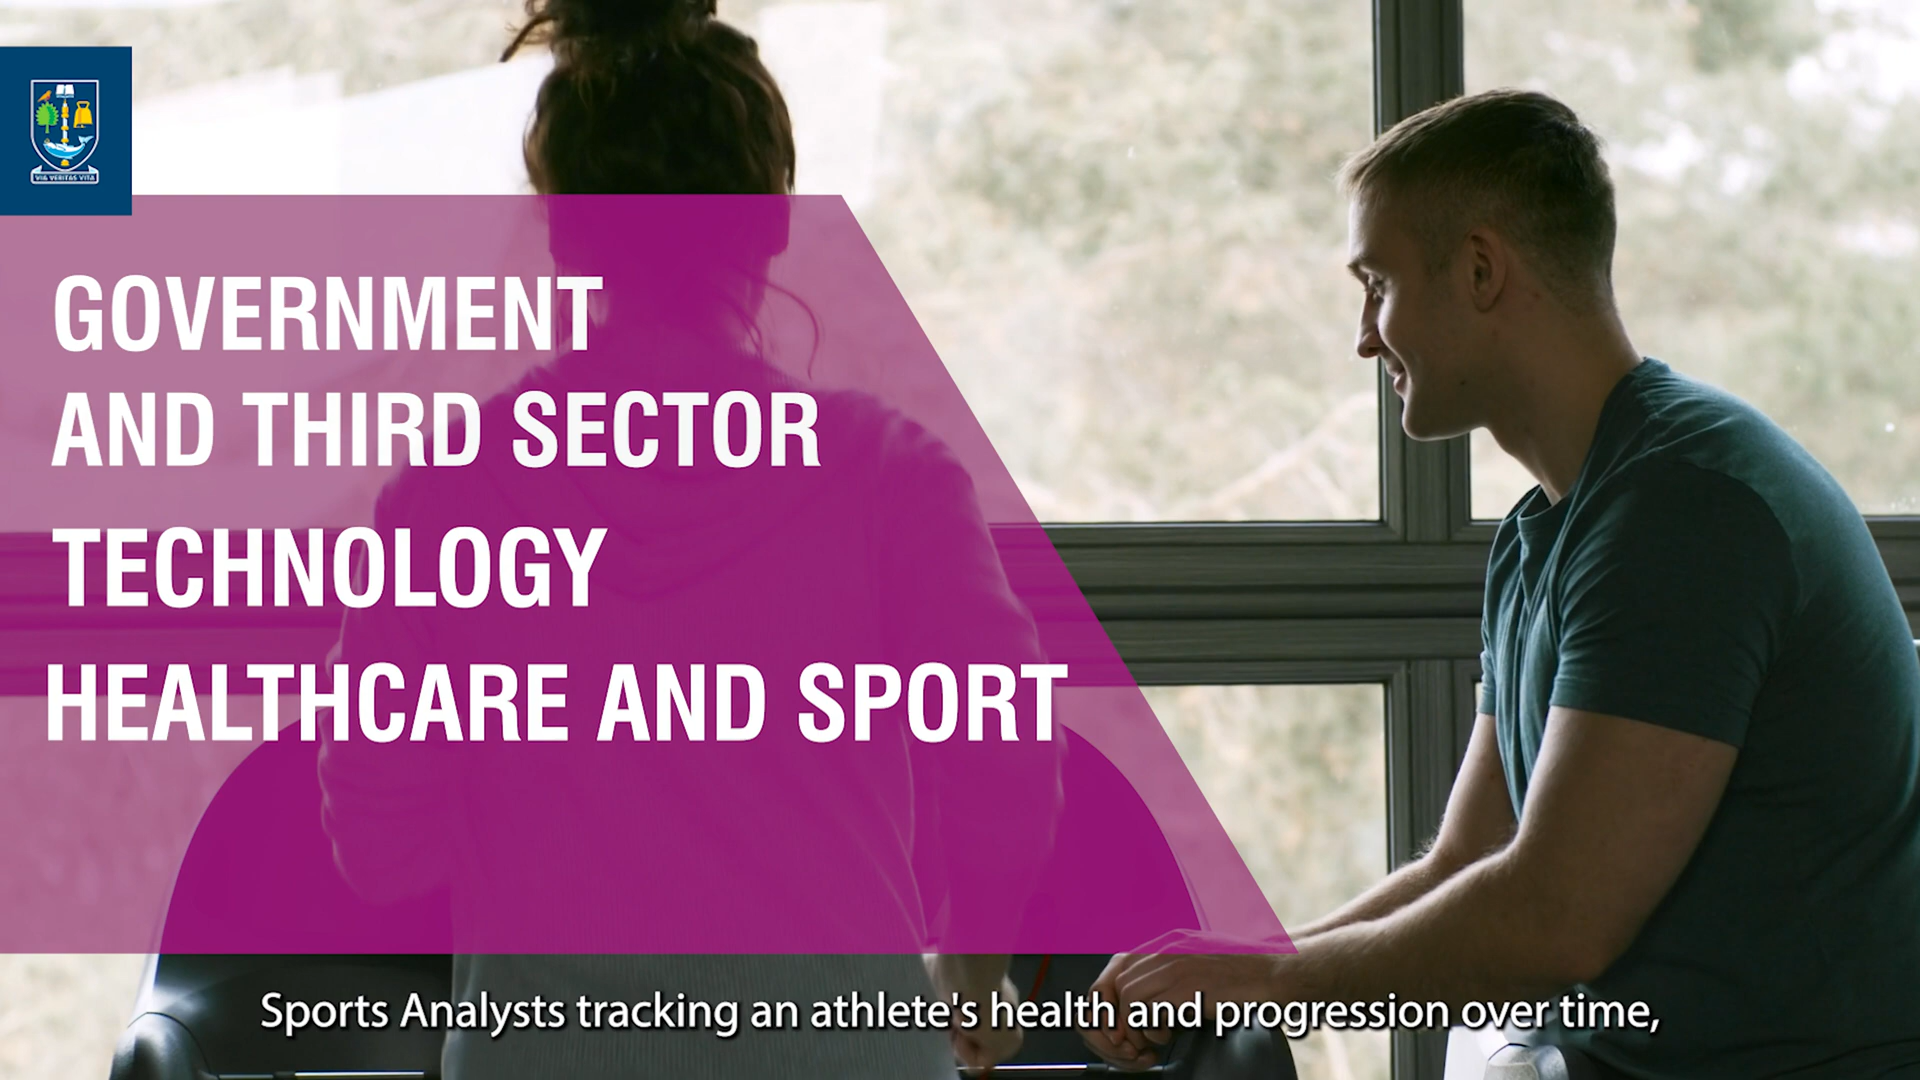 VIA VERITAS VITA
GOVERNMENT
AND THIRD SECTOR
TECHNOLOGY
HEALTHCARE AND SPORT
Sports Analysts tracking an athlete's health and progression over time,